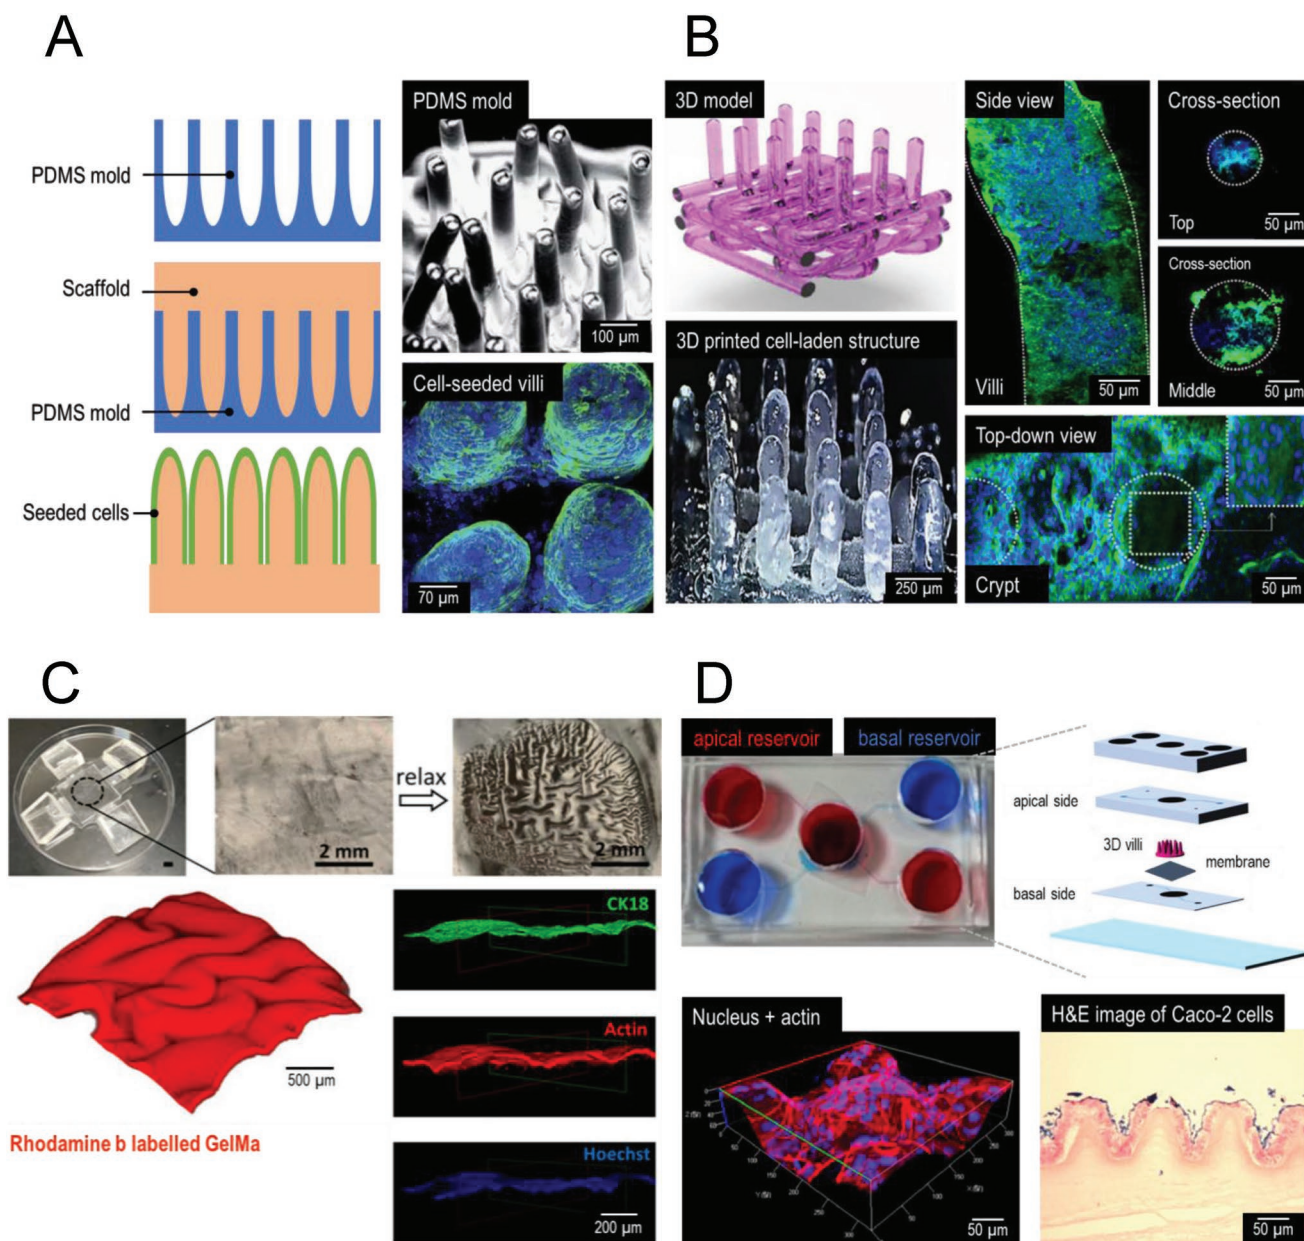 A
PDMS mold
Scaffold
PDMS mold
Seeded cells
PDMS mold
100 µm
Cell-seeded villi
70 µm
B
3D model
3D printed cell-laden structure
250 µm
Side view
Villi
50 µm
Cross-section
Top
50 µm
Cross-section
Middle
50 µm
Top-down view
Crypt
50 µm
C
2 mm
relax
2 mm
500 µm
Rhodamine b labelled GelMa
CK18
Actin
Hoechst
200 µm
D
apical reservoir
basal reservoir
apical side
3D villi
membrane
basal side
Nucleus + actin
50 µm
H&E image of Caco-2 cells
50 µm